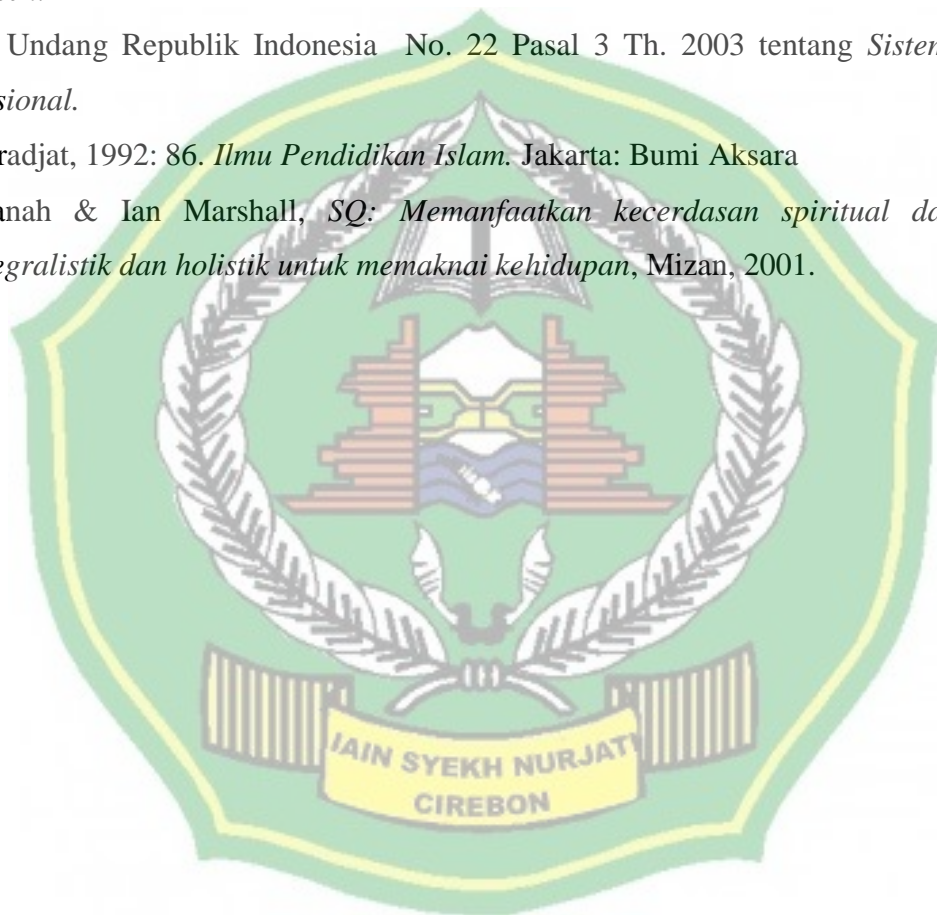 Undang Republik Indonesia No. 22 Pasal 3 Th. 2003 tentang Sistem
sional.
radjat, 1992: 86. Ilmu Pendidikan Islam. Jakarta: Bumi Aksara
anah & Ian Marshall, SQ: Memanfaatkan kecerdasan spiritual da
egralistik dan holistik untuk memaknai kehidupan, Mizan, 2001.
IAIN SYEKH NURJATI
CIREBON